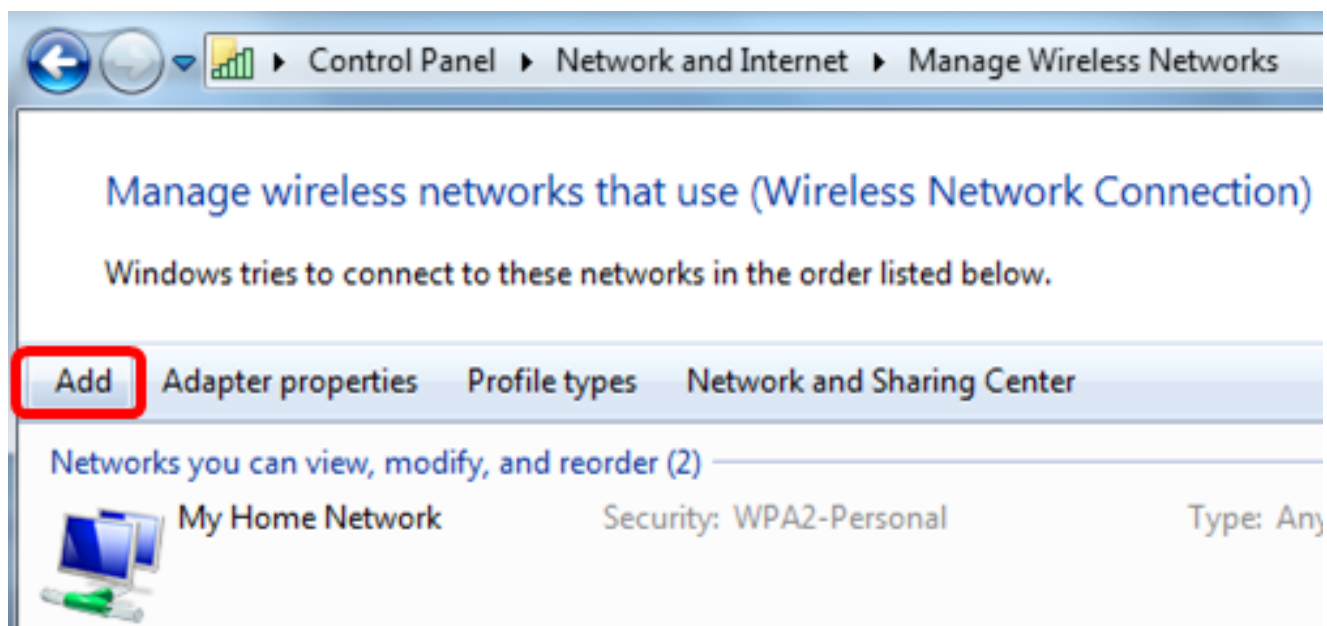 Control Panel ▸ Network and Internet ▸ Manage Wireless Networks
Manage wireless networks that use (Wireless Network Connection)
Windows tries to connect to these networks in the order listed below.
Add Adapter properties Profile types Network and Sharing Center
Networks you can view, modify, and reorder (2)
My Home Network Security: WPA2-Personal Type: Any